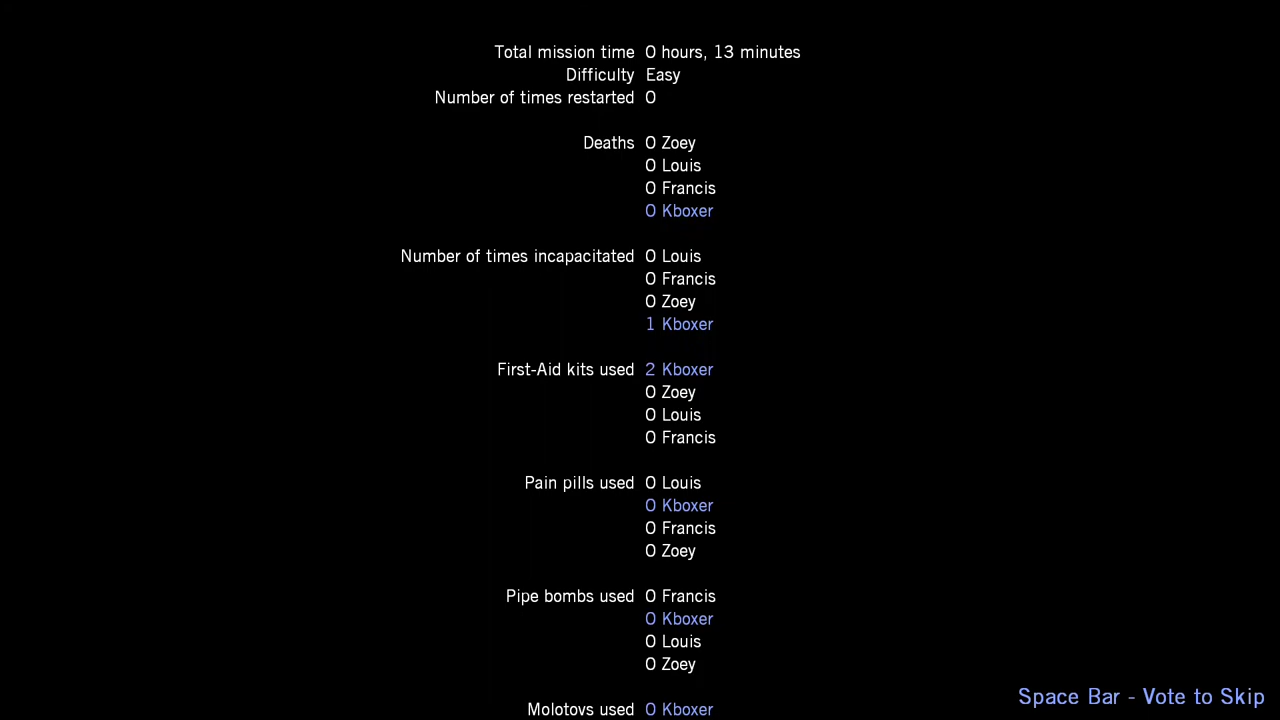 Total mission time 0 hours, 13 minutes
Difficulty Easy
Number of times restarted 0
Deaths 0 Zoey
0 Louis
0 Francis
0 Kboxer
Number of times incapacitated 0 Louis
0 Francis
0 Zoey
1 Kboxer
First-Aid kits used 2 Kboxer
0 Zoey
0 Louis
0 Francis
Pain pills used 0 Louis
0 Kboxer
0 Francis
0 Zoey
Pipe bombs used 0 Francis
0 Kboxer
0 Louis
0 Zoey
Molotovs used 0 Kboxer
Space Bar - Vote to Skip